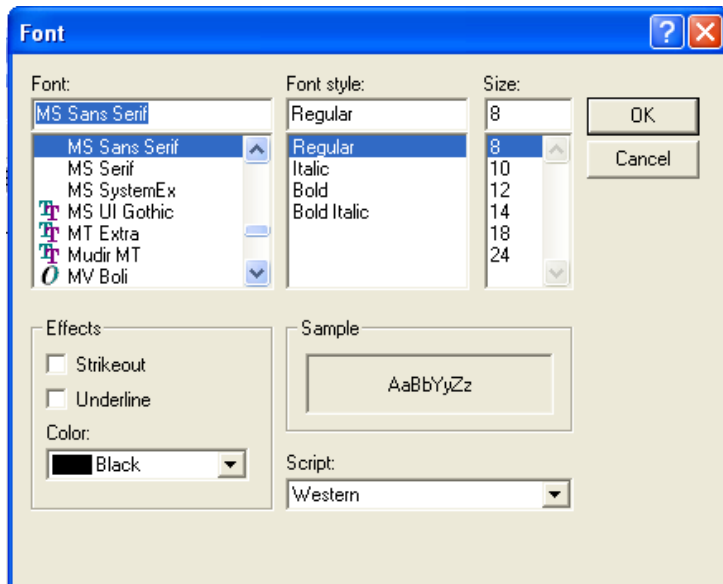 Font
Font: Font style: Size:
MS Sans Serif Regular 8 OK
MS Sans Serif Regular 8 Cancel
MS Serif Italic 10
MS SystemEx Bold 12
MS UI Gothic Bold Italic 14
MT Extra 18
Mudir MT 24
MV Boli
Effects Sample
Strikeout AaBbYyZz
Underline
Color:
Black Script:
Western